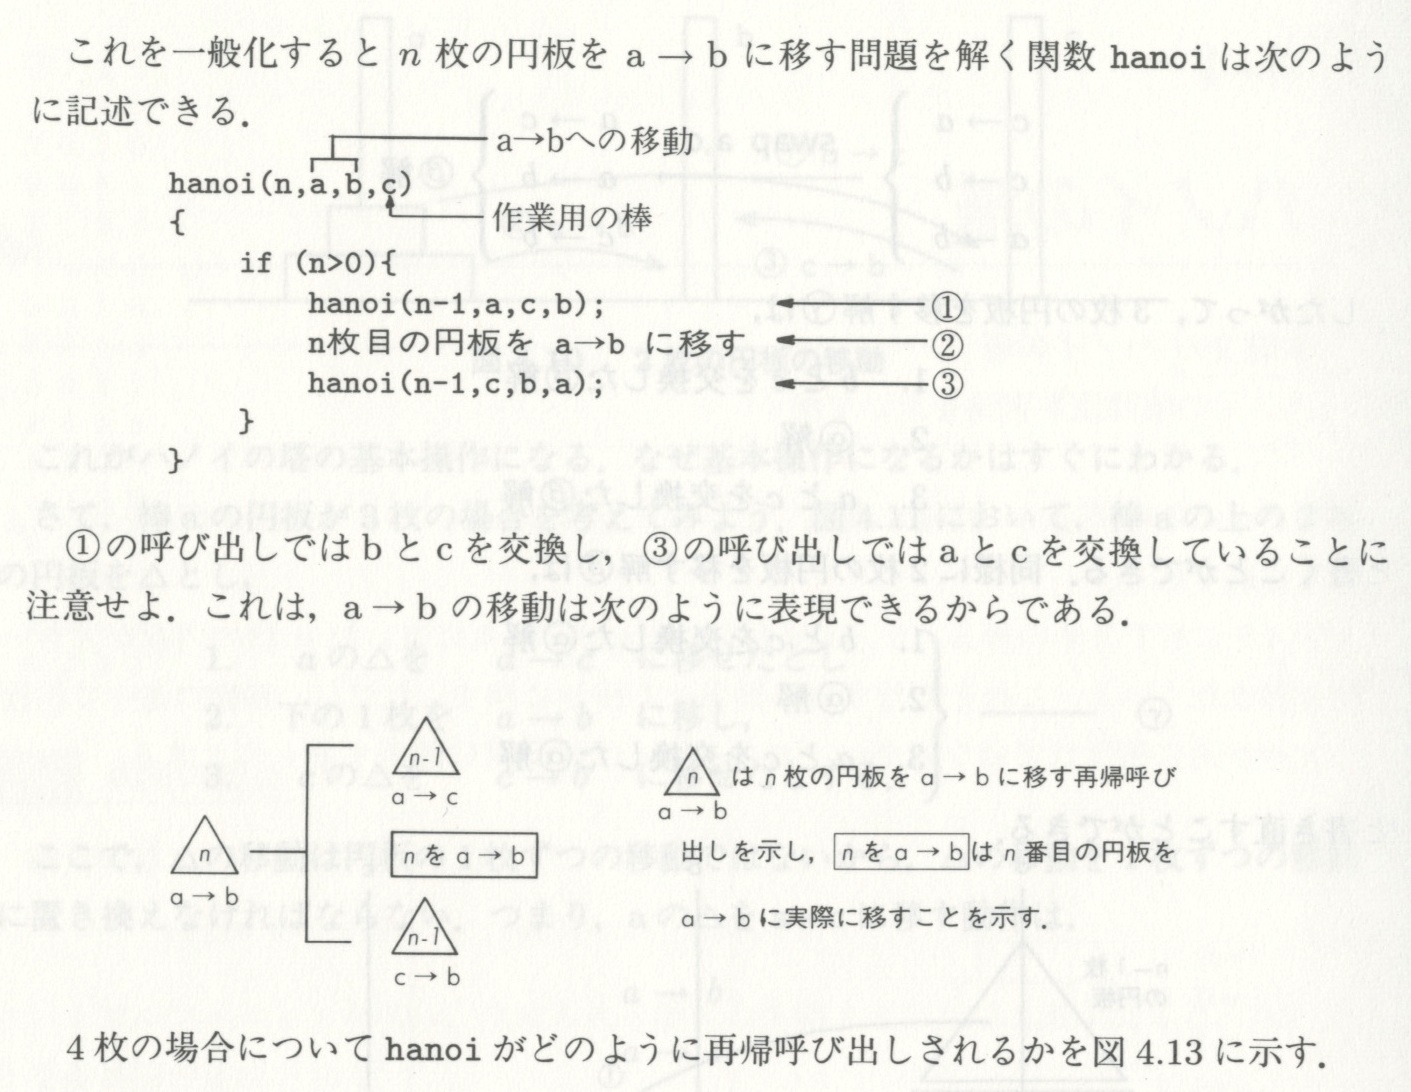 これを一般化すると n 枚の円板を a → b に移す問題を解く関数 hanoi は次のよう
に記述できる.
a→bへの移動
hanoi(n,a,b,c)
作業用の棒
{
if (n>0){
hanoi(n-1,a,c,b); ①
n枚目の円板を a→b に移す ②
hanoi(n-1,c,b,a); ③
}
}
①の呼び出しではbとcを交換し,③の呼び出しではaとcを交換していることに
注意せよ.これは,a → b の移動は次のように表現できるからである.
n
a → b
n-1
a → c
n を a → b
n-1
c → b
n は n 枚の円板を a → b に移す再帰呼び
a → b
出しを示し, n を a → b は n 番目の円板を
a → b に実際に移すことを示す.
4枚の場合について hanoi がどのように再帰呼び出しされるかを図 4.13 に示す.